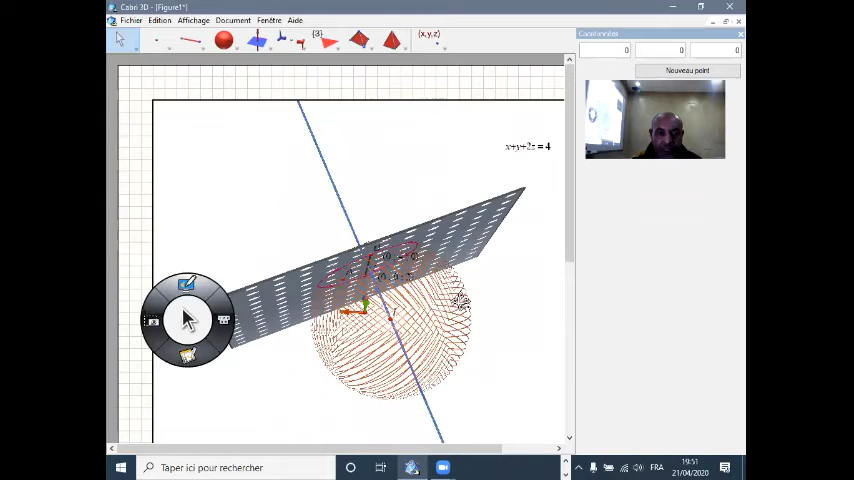 Cabri 3D - [Figure1*]
Fichier Edition Affichage Document Fenêtre Aide
{3} (x,y,z)
Coordonnées
0 0 0
Nouveau point
x+y+2z = 4
I
Taper ici pour rechercher
FRA
19:51
21/04/2020